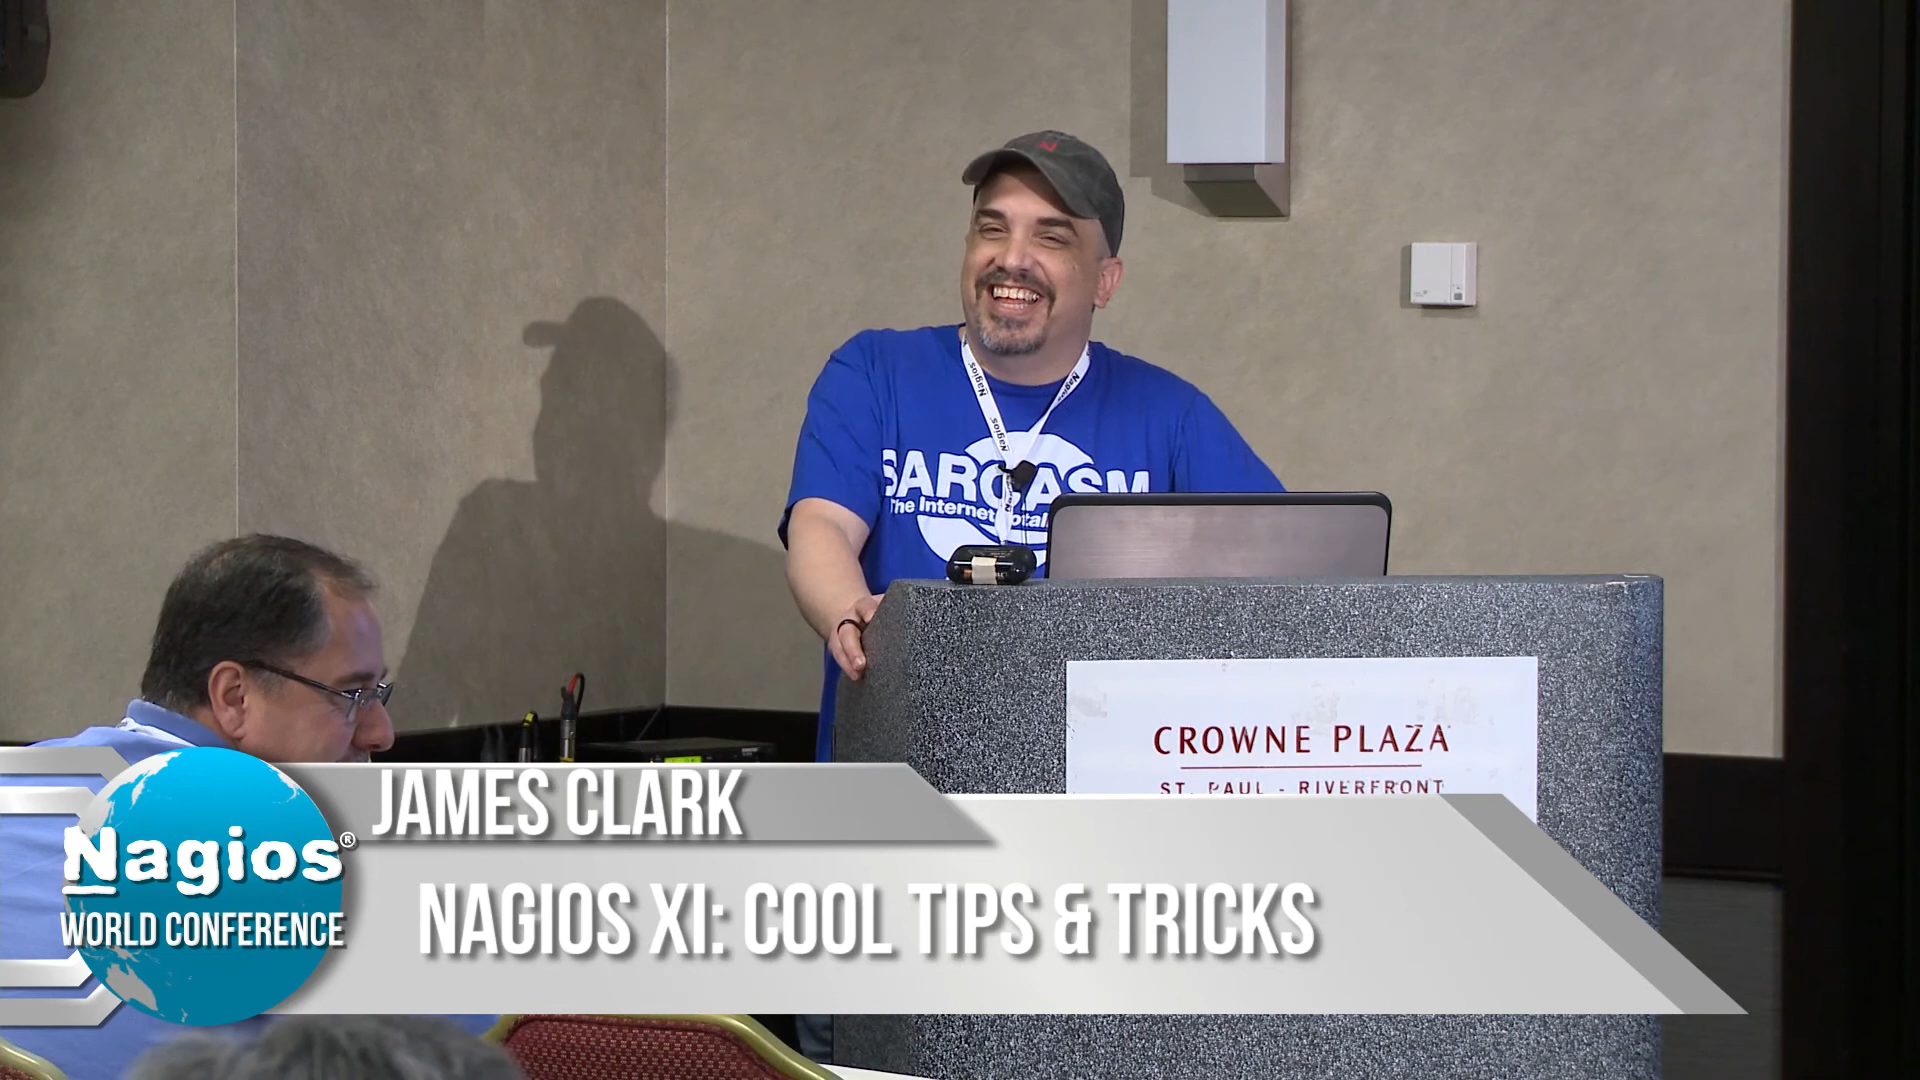 Nagios
Nagios
Nagios
SARCASM
The Internet
CROWNE PLAZA
ST. PAUL - RIVERFRONT
JAMES CLARK
Nagios®
WORLD CONFERENCE
NAGIOS XI: COOL TIPS & TRICKS